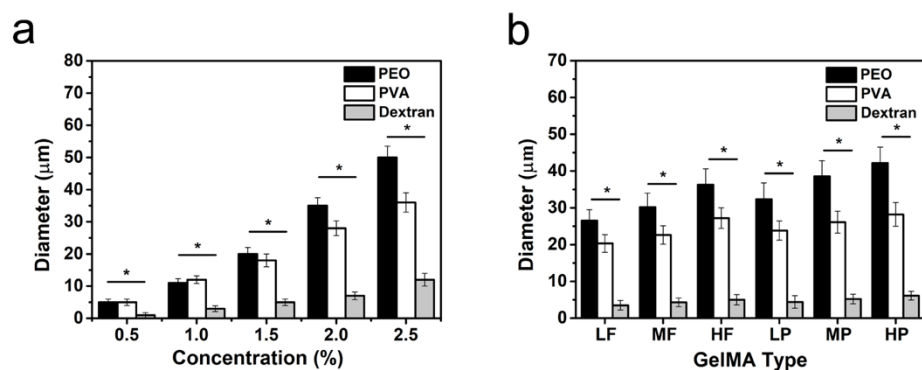 a
80
70
60
50
40
30
20
10
0
Diameter (μm)
PEO
PVA
Dextran
* * * * *
0.5 1.0 1.5 2.0 2.5
Concentration (%)
b
70
60
50
40
30
20
10
0
Diameter (μm)
PEO
PVA
Dextran
* * * * * *
LF MF HF LP MP HP
GelMA Type